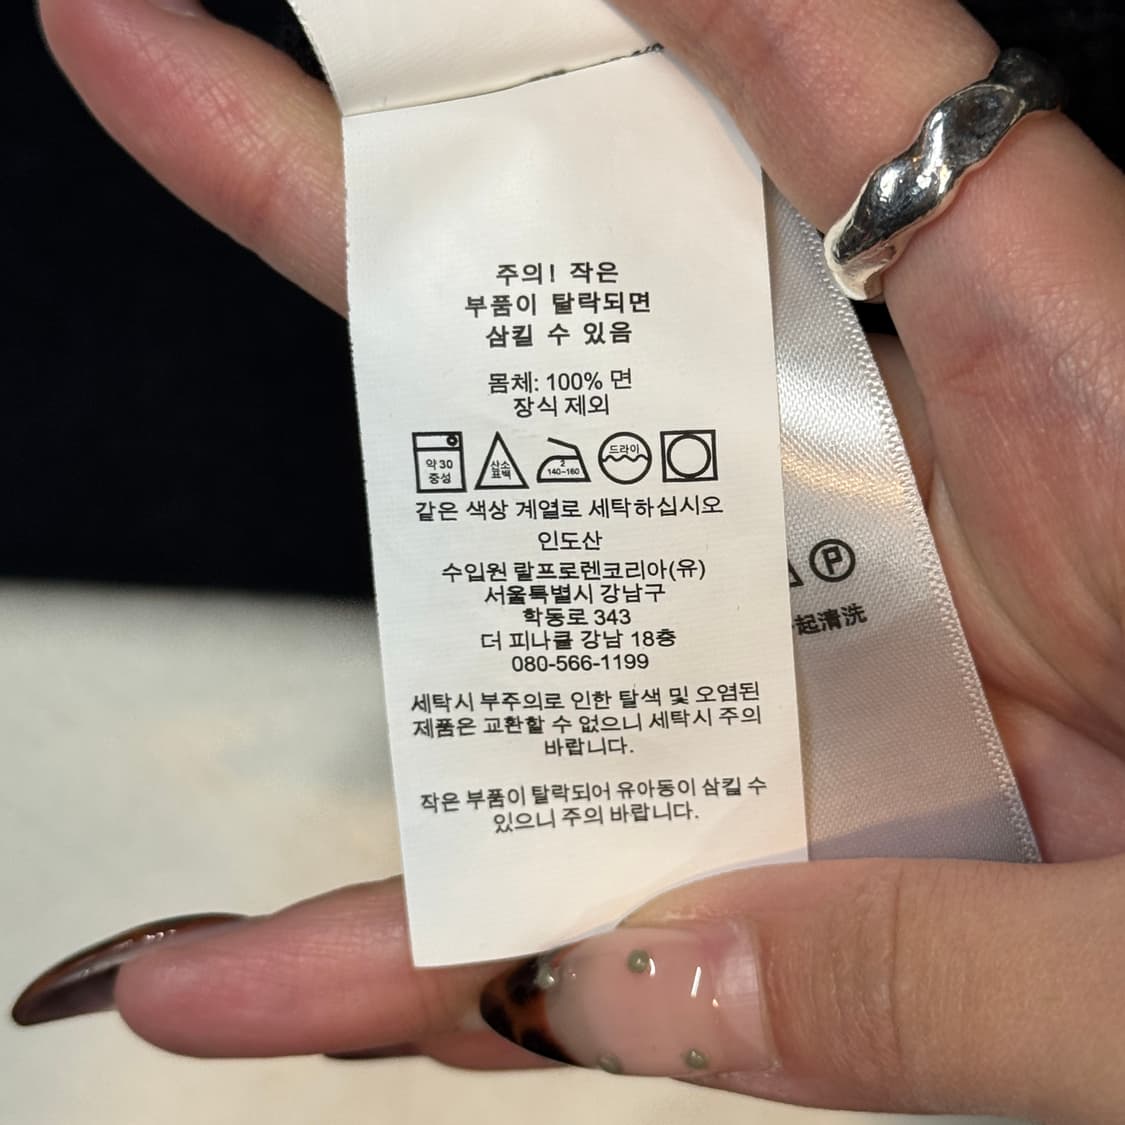 주의! 작은
부품이 탈락되면
삼킬 수 있음
몸체: 100% 면
장식 제외
약 30
중성
산소
표백
2
140~160
드라이
같은 색상 계열로 세탁하십시오
인도산
수입원 랄프로렌코리아(유)
서울특별시 강남구
학동로 343
더 피나클 강남 18층
080-566-1199
세탁시 부주의로 인한 탈색 및 오염된
제품은 교환할 수 없으니 세탁시 주의
바랍니다.
작은 부품이 탈락되어 유아동이 삼킬 수
있으니 주의 바랍니다.
P
起清洗